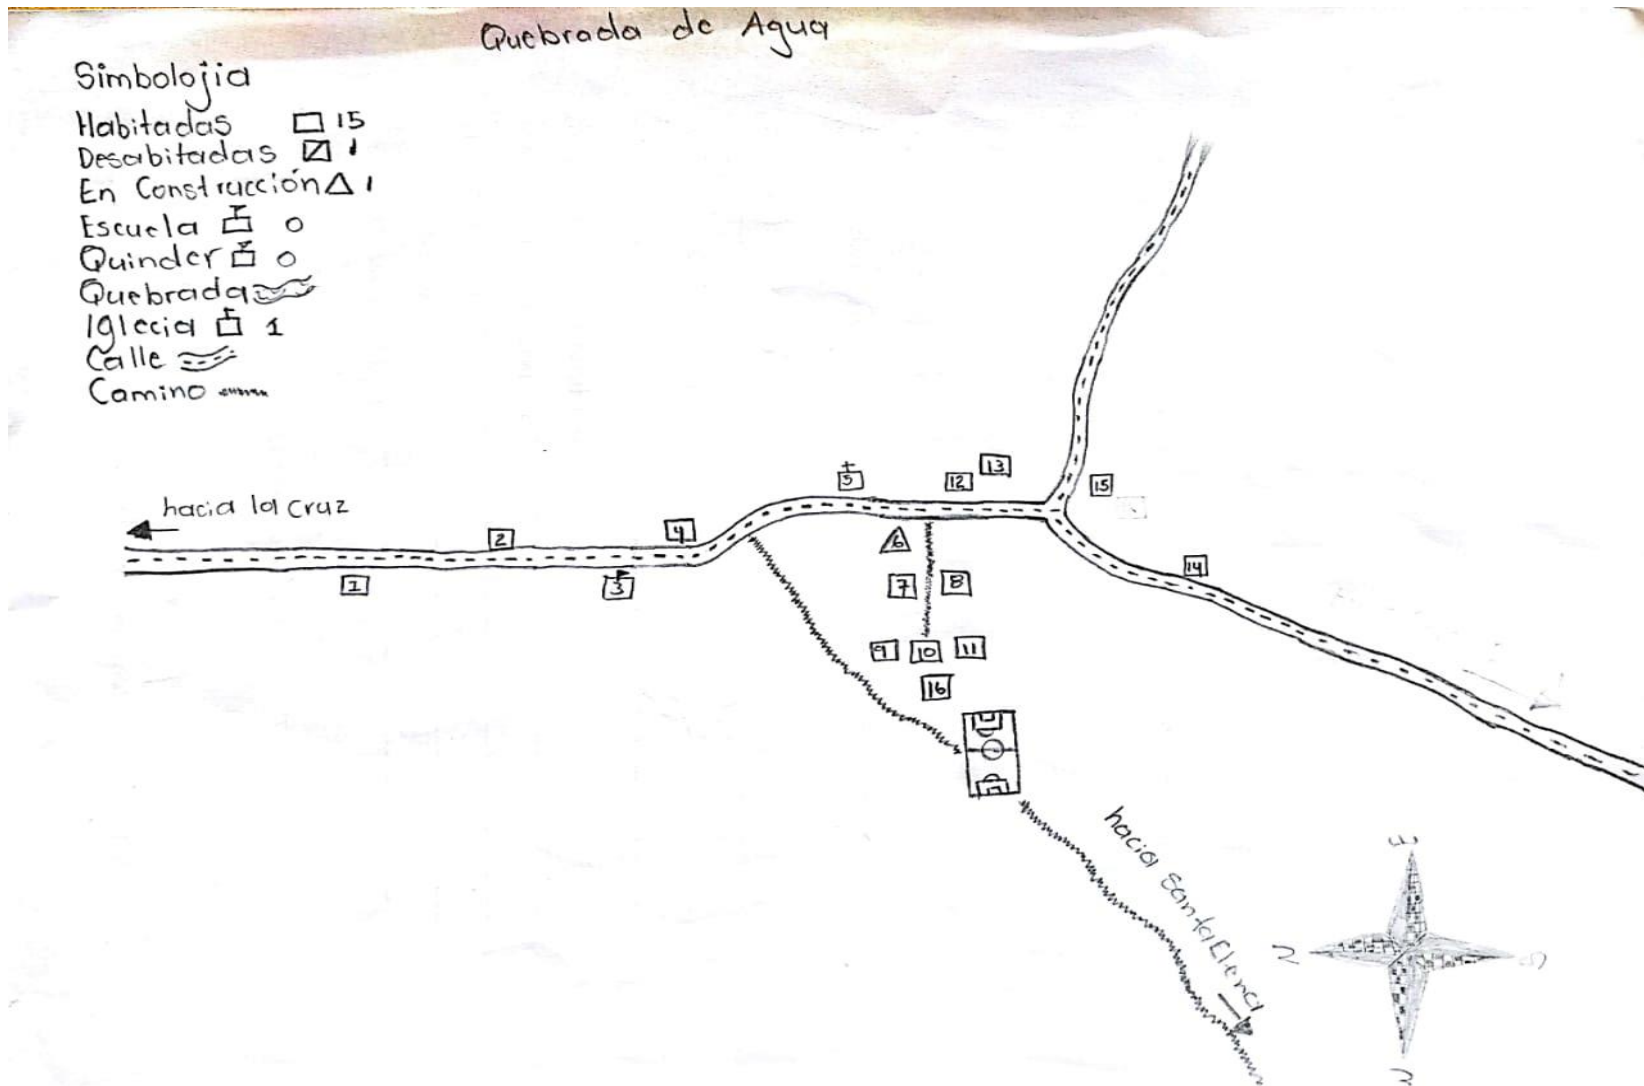 Quebrada de Agua
Simbolojia
Habitadas 15
Desabitadas 1
En Construcción 1
Escuela 0
Quinder 0
Quebrada
Iglecia 1
Calle
Camino
hacia la Cruz
1
2
3
4
5
6
7
8
9
10
11
12
13
14
15
16
hacia Santa Elena